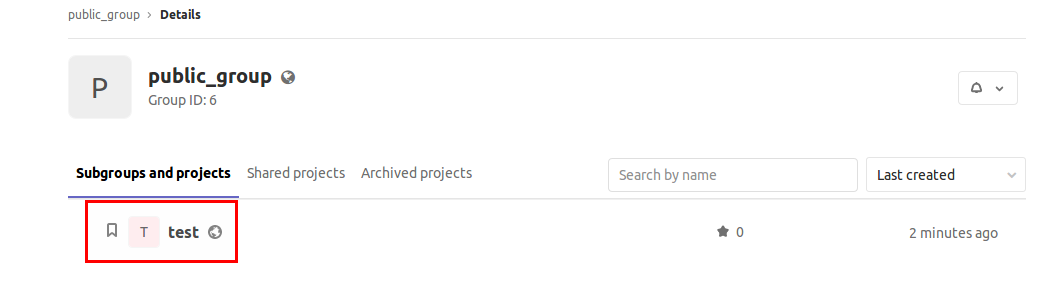 public_group › Details
P
public_group
Group ID: 6
Subgroups and projects Shared projects Archived projects Search by name Last created
T test 0 2 minutes ago